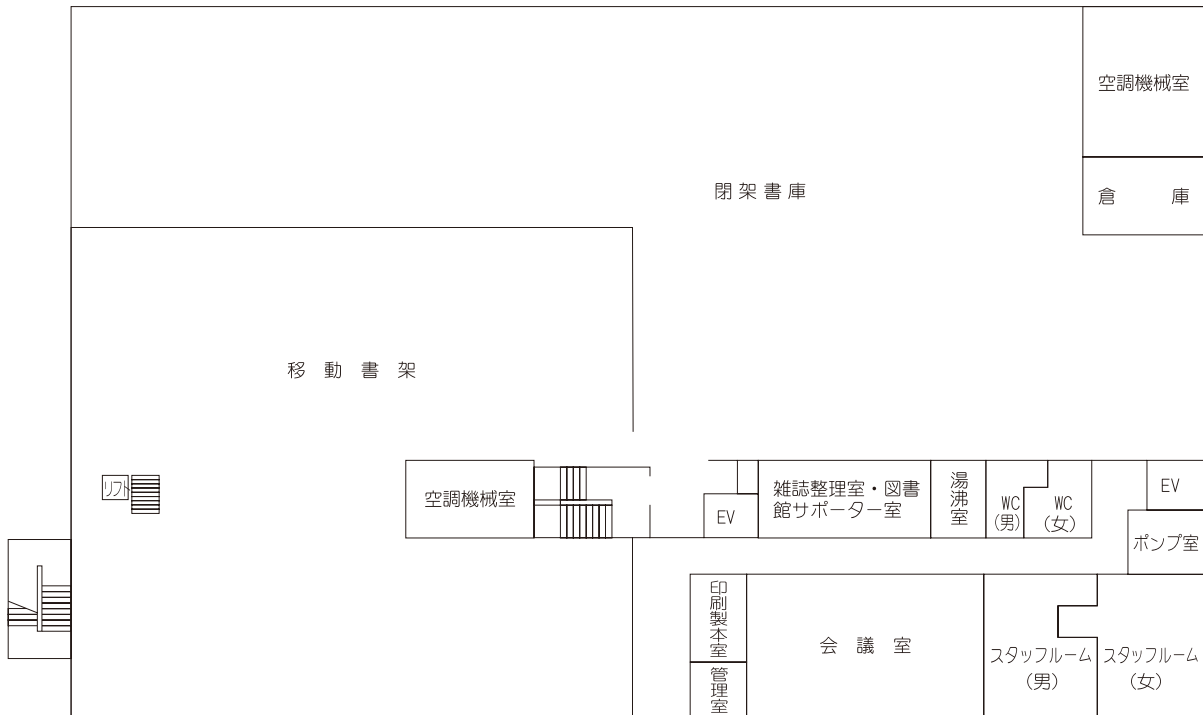 空調機械室
閉架書庫
倉庫
移動書架
リフト
空調機械室
EV
雑誌整理室・図書
館サポーター室
湯沸室
WC
(男)
WC
(女)
EV
ポンプ室
印刷製本室
管理室
会議室
スタッフルーム
(男)
スタッフルーム
(女)